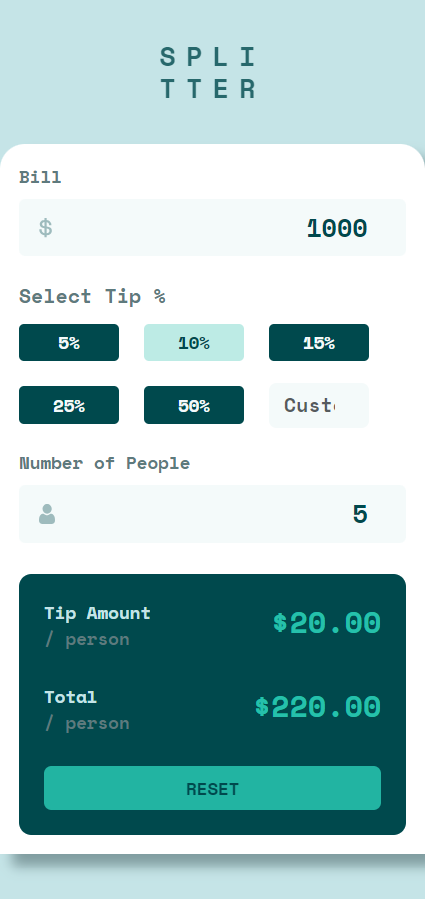 SPLI
TTER
Bill
$ 1000
Select Tip %
5% 10% 15%
25% 50% Cust
Number of People
5
Tip Amount $20.00
/ person
Total $220.00
/ person
RESET